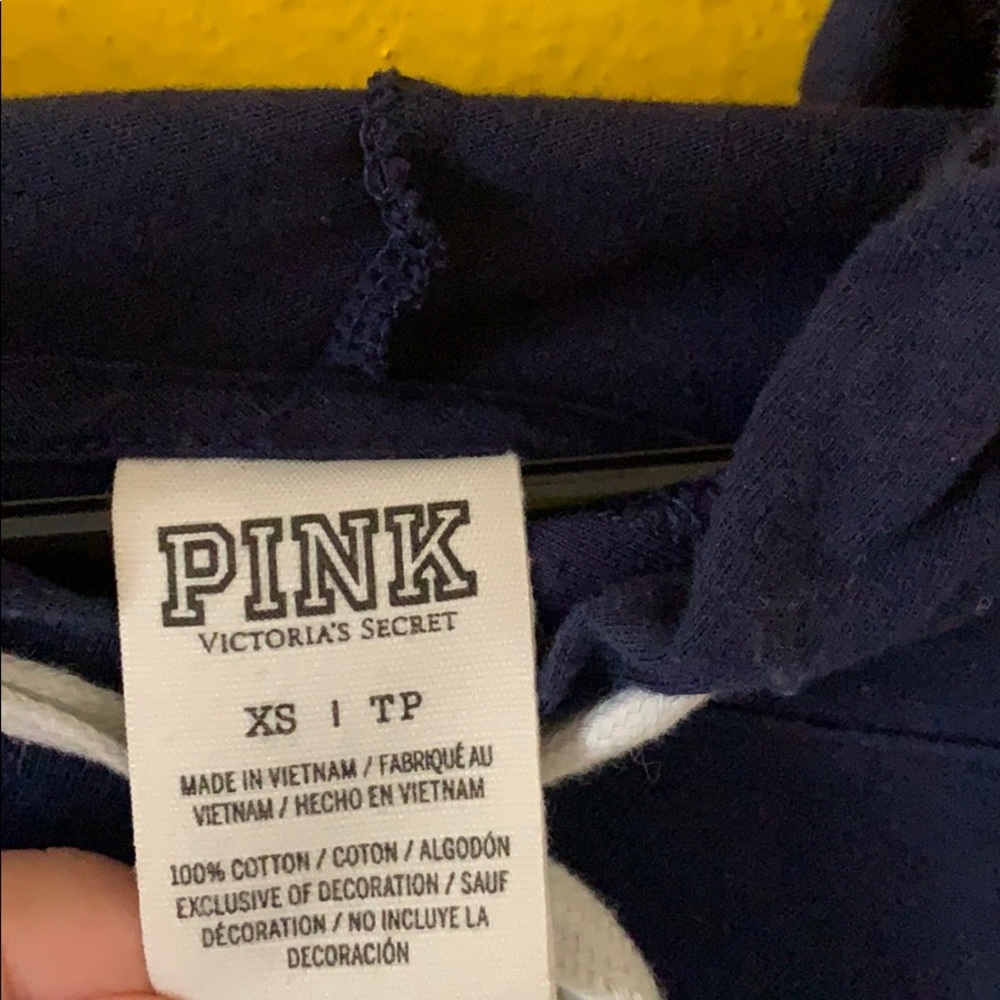 PINK
VICTORIA'S SECRET
XS | TP
MADE IN VIETNAM / FABRIQUÉ AU
VIETNAM / HECHO EN VIETNAM
100% COTTON / COTON / ALGODÓN
EXCLUSIVE OF DECORATION / SAUF
DÉCORATION / NO INCLUYE LA
DECORACIÓN